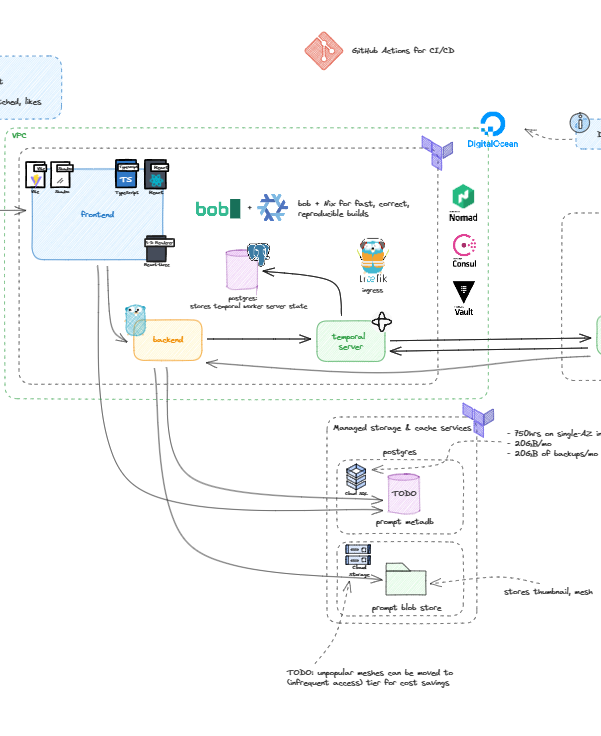 GitHub Actions for CI/CD
t
ched, likes
VPC
DigitalOcean
Vite
TypeScript
TS
React
frontend
bob
+
bob + Nix for fast, correct,
reproducible builds
Nomad
Consul
Vault
ingress
postgres:
stores temporal worker server state
backend
temporal
server
Managed storage & cache services
- 750hrs on single-AZ in
- 20GB/mo
- 20GB of backups/mo
postgres
Cloud SQL
TODO
prompt metadb
Cloud
Storage
prompt blob store
stores thumbnail, mesh
TODO: unpopular meshes can be moved to
(infrequent access) tier for cost savings